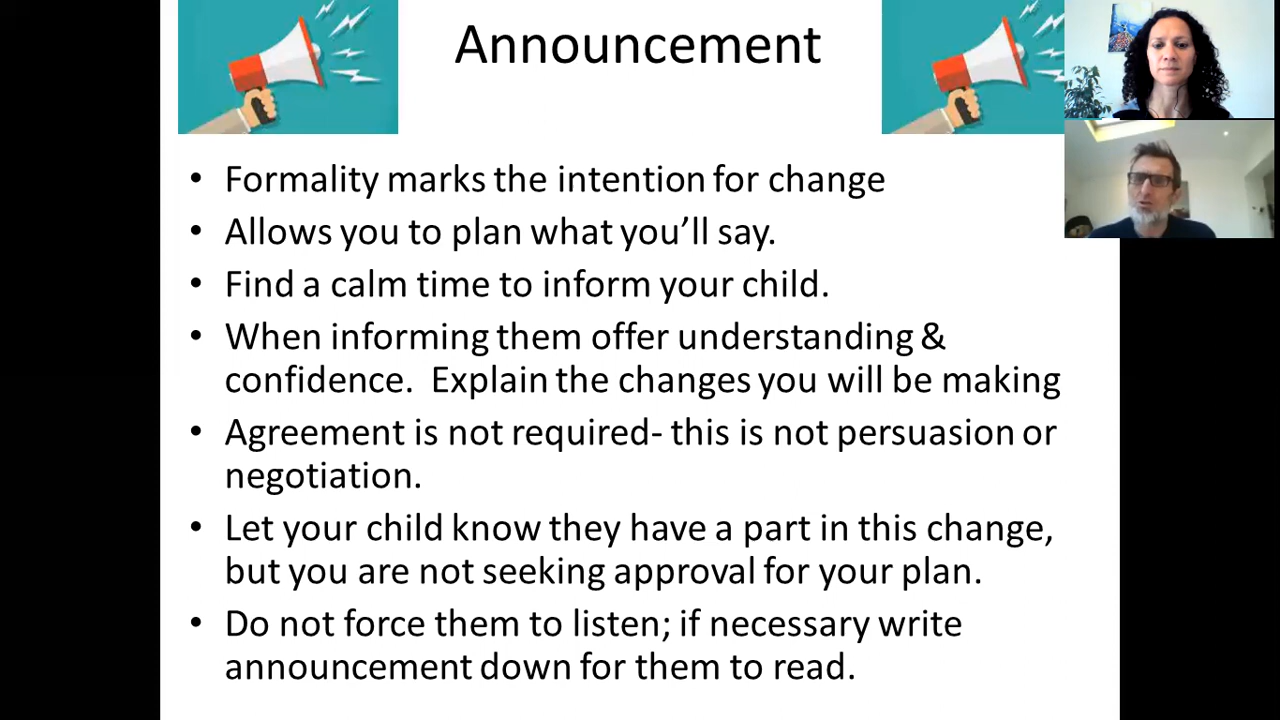 Announcement
• Formality marks the intention for change
• Allows you to plan what you’ll say.
• Find a calm time to inform your child.
• When informing them offer understanding &
confidence.  Explain the changes you will be making
• Agreement is not required- this is not persuasion or
negotiation.
• Let your child know they have a part in this change,
but you are not seeking approval for your plan.
• Do not force them to listen; if necessary write
announcement down for them to read.